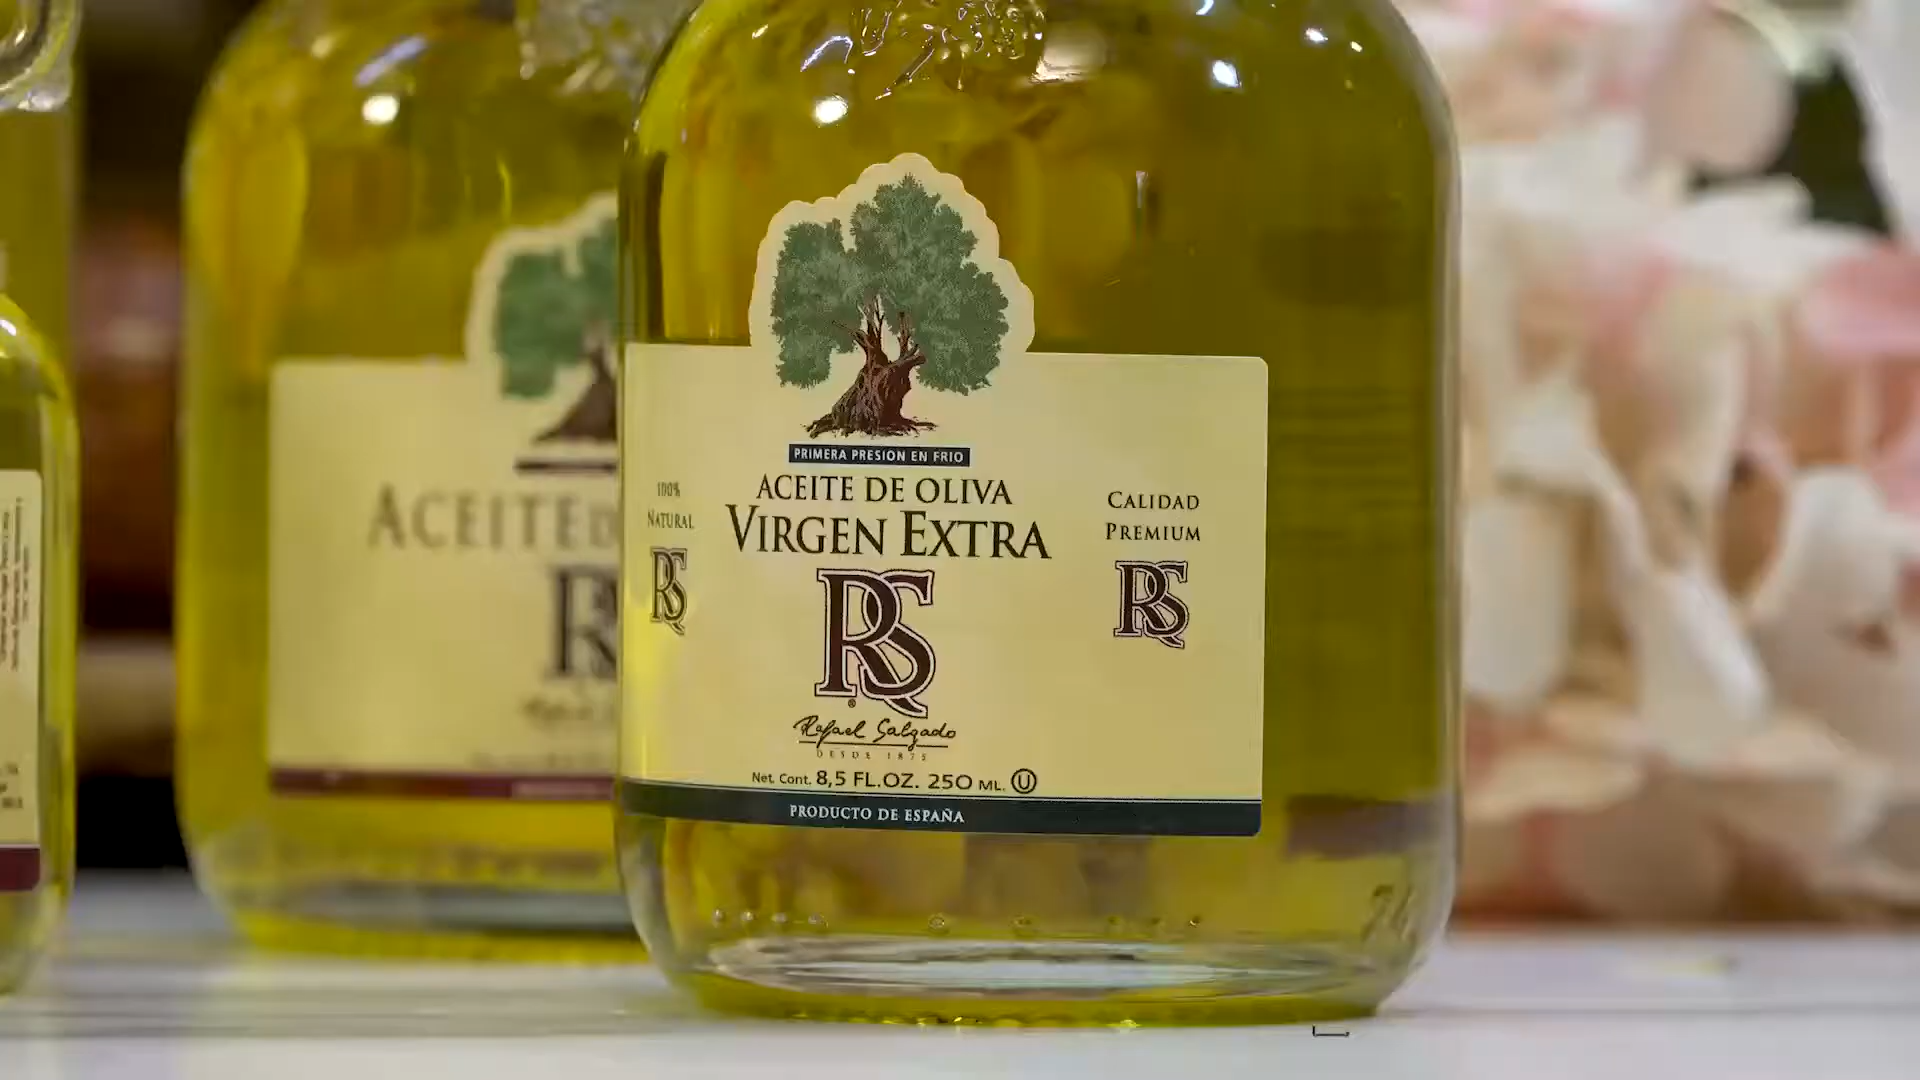 PRIMERA PRESION EN FRIO
ACEITE DE OLIVA
VIRGEN EXTRA
RS
®
Rafael Salgado
DESDE 1875
Net. Cont. 8,5 FL.OZ. 250 ML. U
PRODUCTO DE ESPAÑA
100%
NATURAL
RS
CALIDAD
PREMIUM
RS
ACEITE D